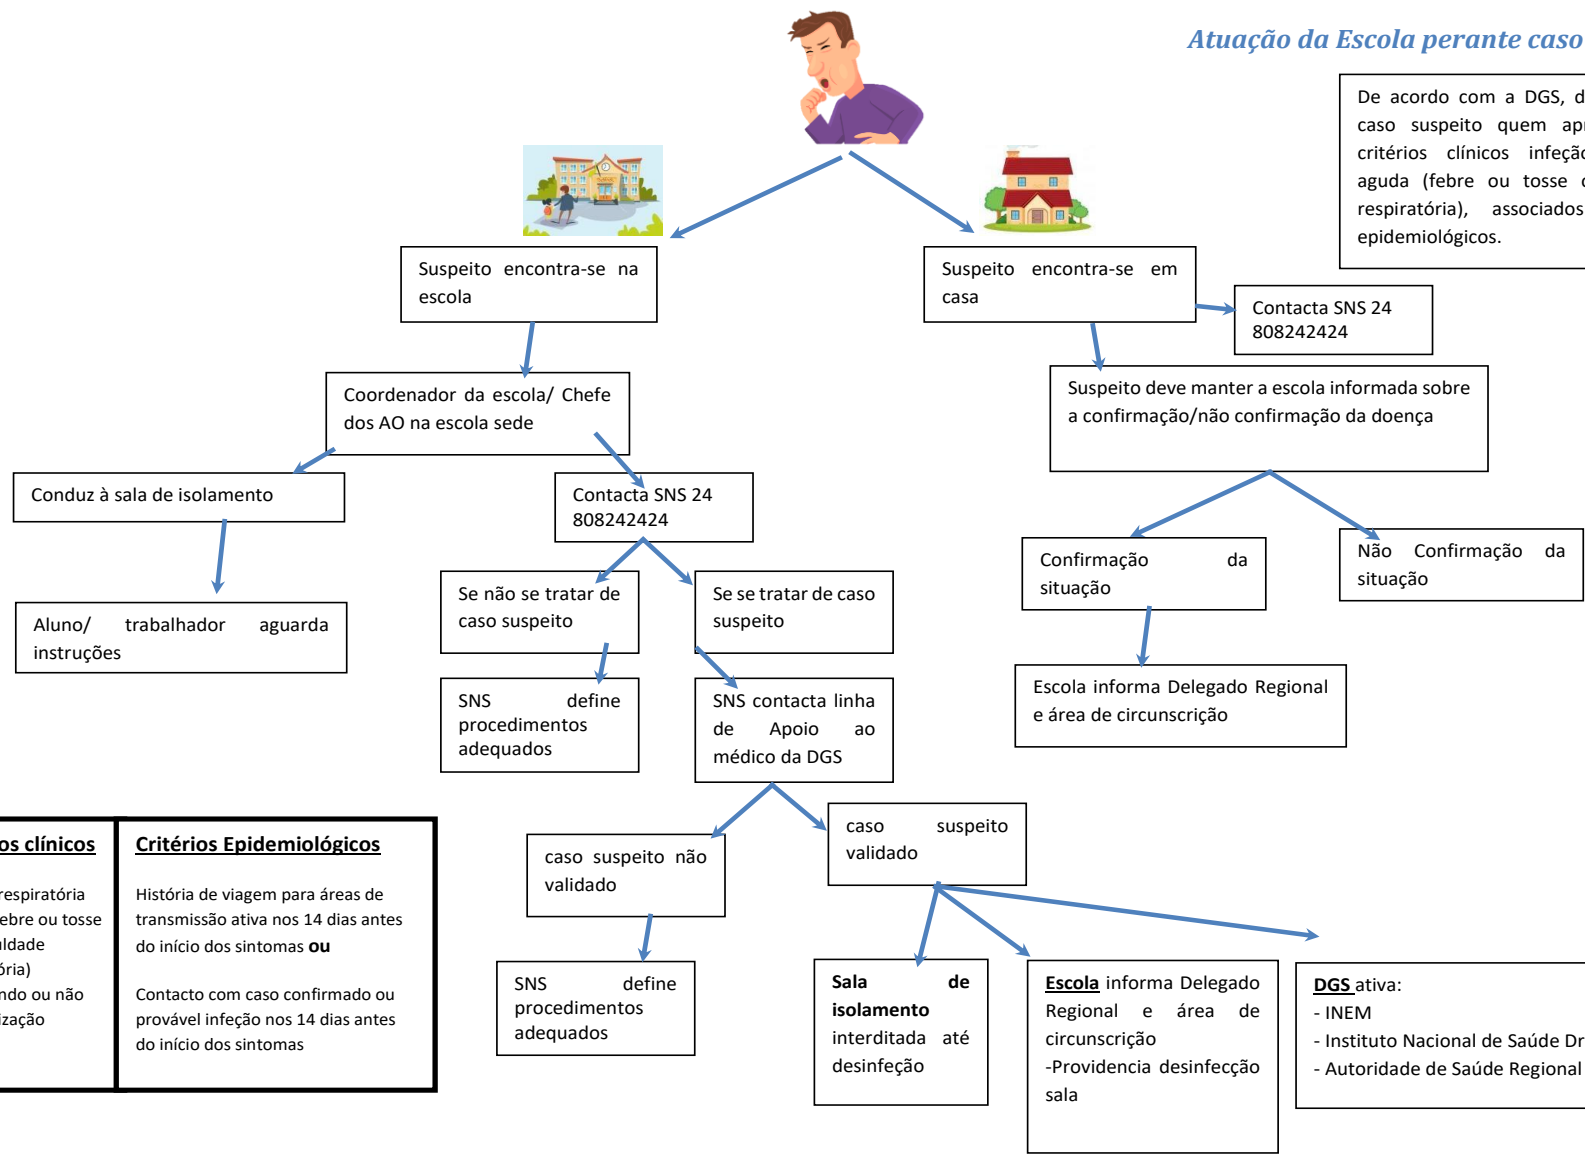 Atuação da Escola perante caso
De acordo com a DGS,
caso suspeito quem
critérios clínicos infeção
aguda (febre ou tosse
respiratória), associados
epidemiológicos.
Suspeito encontra-se na
escola
Suspeito encontra-se em
casa
Contacta SNS 24
808242424
Coordenador da escola/ Chefe
dos AO na escola sede
Suspeito deve manter a escola informada sobre
a confirmação/não confirmação da doença
Conduz à sala de isolamento
Contacta SNS 24
808242424
Confirmação da
situação
Não Confirmação da
situação
Aluno/ trabalhador aguarda
instruções
Se não se tratar de
caso suspeito
Se se tratar de caso
suspeito
Escola informa Delegado Regional
e área de circunscrição
SNS define
procedimentos
adequados
SNS contacta linha
de Apoio ao
médico da DGS
caso suspeito não
validado
caso suspeito
validado
os clínicos
respiratória
ebre ou tosse
uldade
ória)
ndo ou não
ização
Critérios Epidemiológicos
História de viagem para áreas de
transmissão ativa nos 14 dias antes
do início dos sintomas ou
Contacto com caso confirmado ou
provável infeção nos 14 dias antes
do início dos sintomas
SNS define
procedimentos
adequados
Sala de
isolamento
interditada até
desinfeção
Escola informa Delegado
Regional e área de
circunscrição
-Providencia desinfecção
sala
DGS ativa:
- INEM
- Instituto Nacional de Saúde Dr
- Autoridade de Saúde Regional